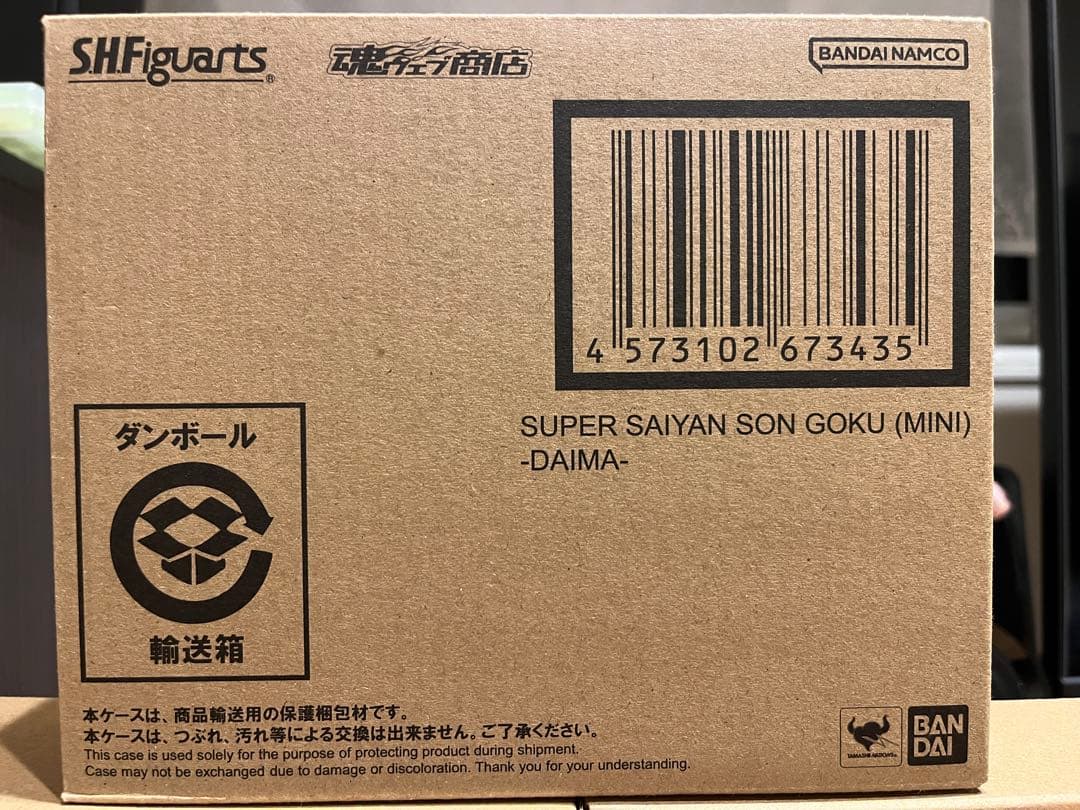 S.H.Figuarts®
魂ウェブ商店
BANDAI NAMCO
4 573102 673435
SUPER SAIYAN SON GOKU (MINI)
-DAIMA-
ダンボール
輸送箱
本ケースは、商品輸送用の保護梱包材です。
本ケースは、つぶれ、汚れ等による交換は出来ません。ご了承ください。
This case is used solely for the purpose of protecting product during shipment.
Case may not be exchanged due to damage or discoloration. Thank you for your understanding.
TAMASHII NATIONS
BAN
DAI